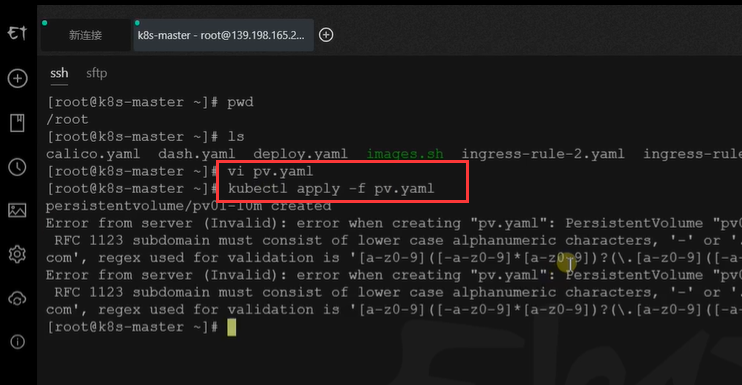 新连接
k8s-master - root@139.198.165.2...
ssh sftp
[root@k8s-master ~]# pwd
/root
[root@k8s-master ~]# ls
calico.yaml dash.yaml deploy.yaml images.sh ingress-rule-2.yaml ingress-rule-
[root@k8s-master ~]# vi pv.yaml
[root@k8s-master ~]# kubectl apply -f pv.yaml
persistentvolume/pv01-10m created
Error from server (Invalid): error when creating "pv.yaml": PersistentVolume "pv0
RFC 1123 subdomain must consist of lower case alphanumeric characters, '-' or '.
com', regex used for validation is '[a-z0-9]([-a-z0-9]*[a-z0-9])?(\.[a-z0-9]([-a
Error from server (Invalid): error when creating "pv.yaml": PersistentVolume "pv0
RFC 1123 subdomain must consist of lower case alphanumeric characters, '-' or '.
com', regex used for validation is '[a-z0-9]([-a-z0-9]*[a-z0-9])?(\.[a-z0-9]([-a
[root@k8s-master ~]#